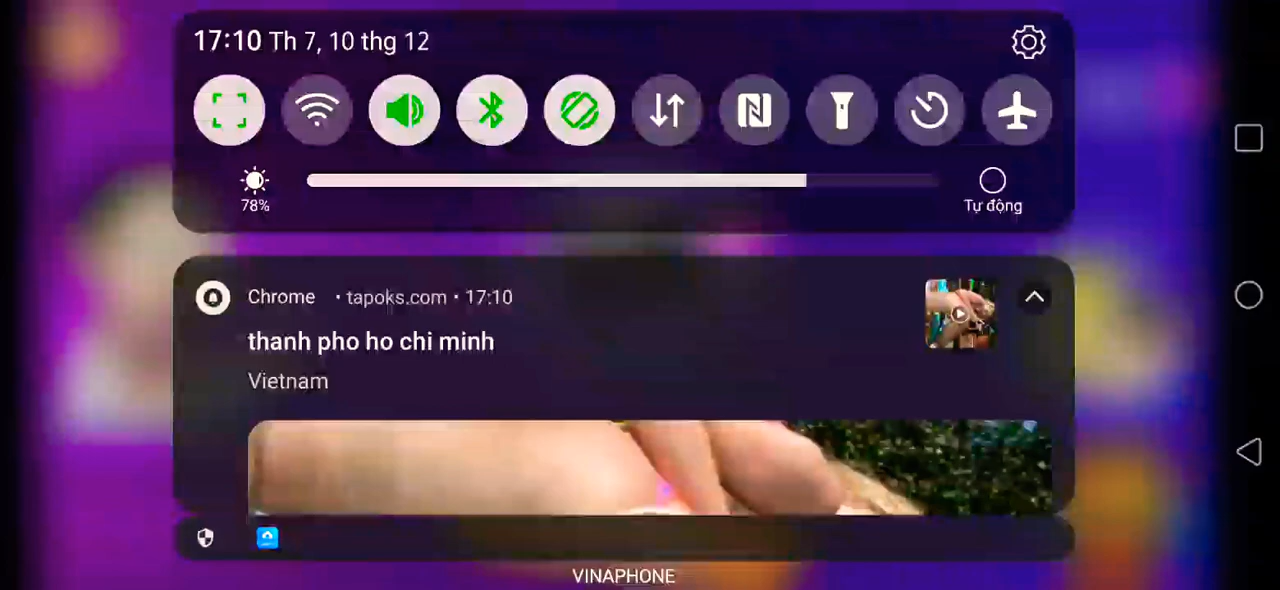 17:10 Th 7, 10 thg 12
78%
Tự động
Chrome • tapoks.com • 17:10
thanh pho ho chi minh
Vietnam
VINAPHONE